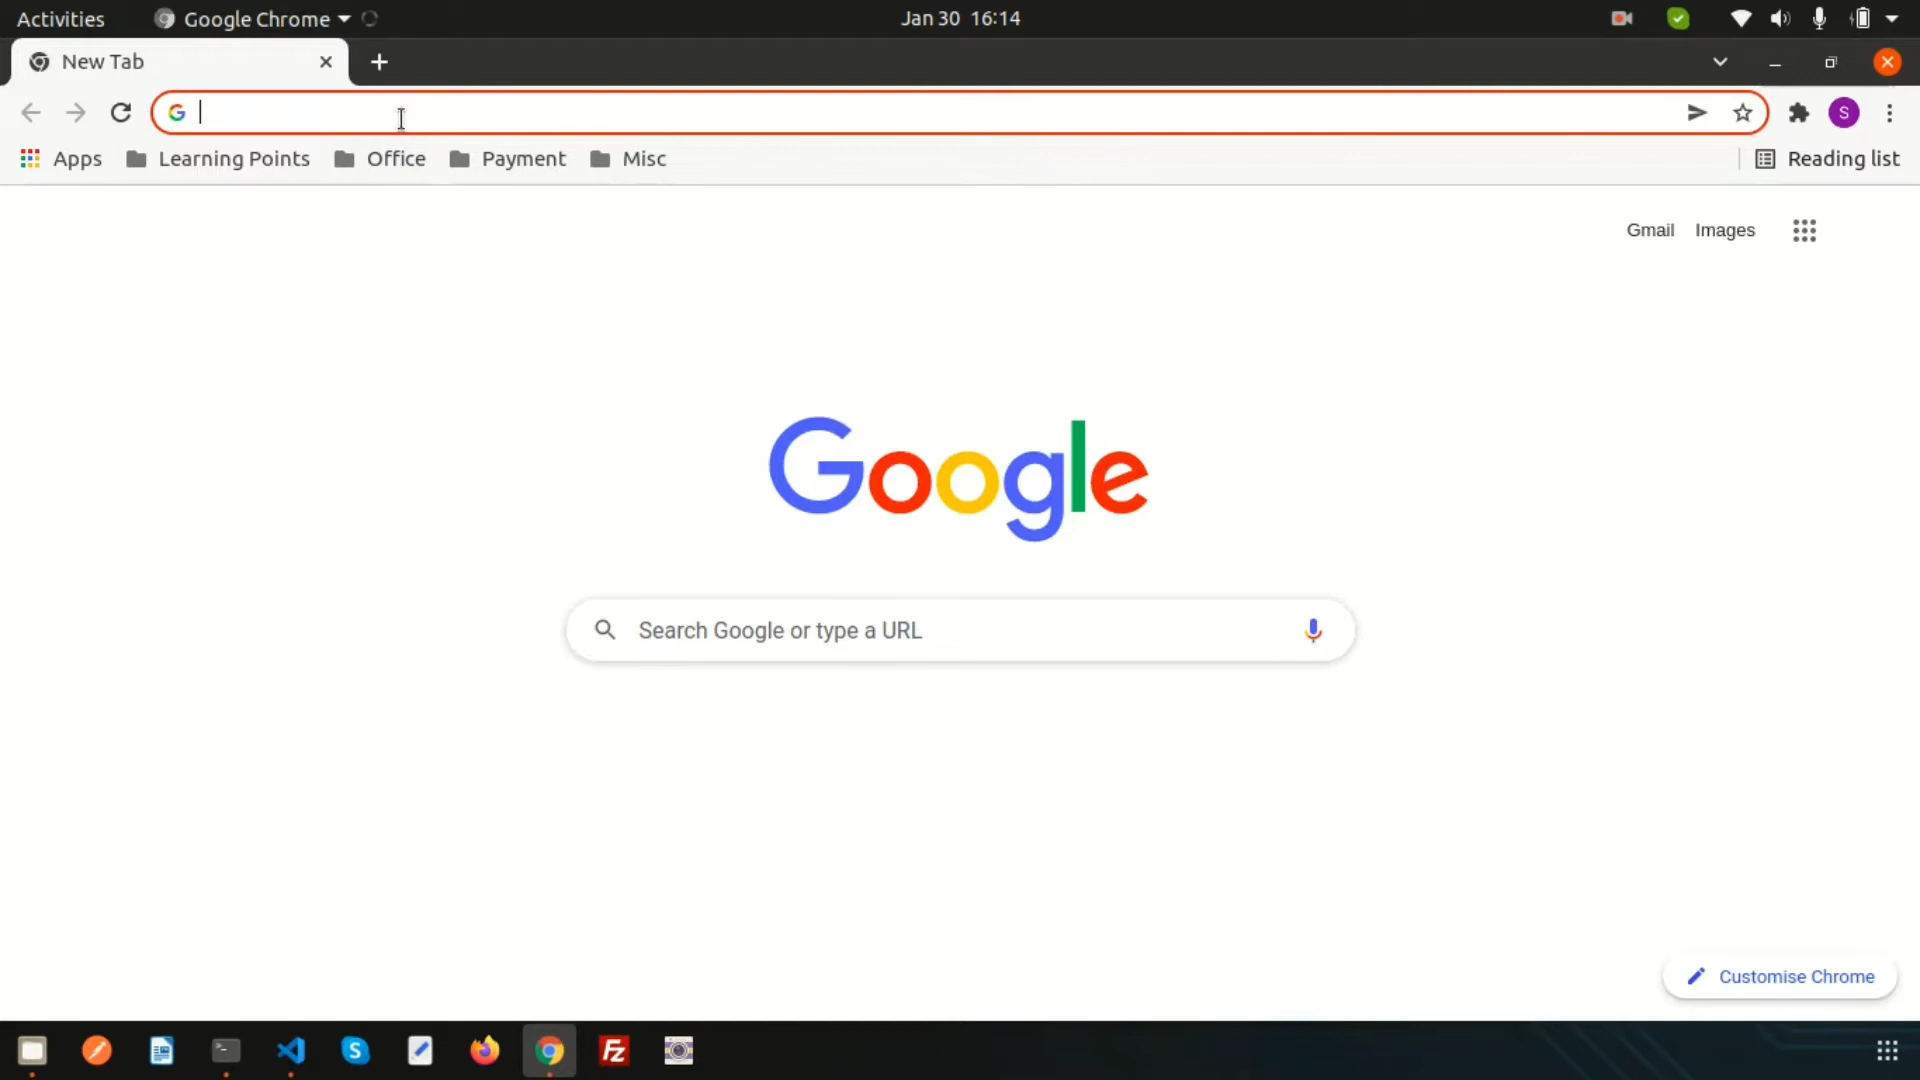 Activities Google Chrome Jan 30 16:14
New Tab
Apps Learning Points Office Payment Misc Reading list
Gmail Images
Google
Search Google or type a URL
Customise Chrome